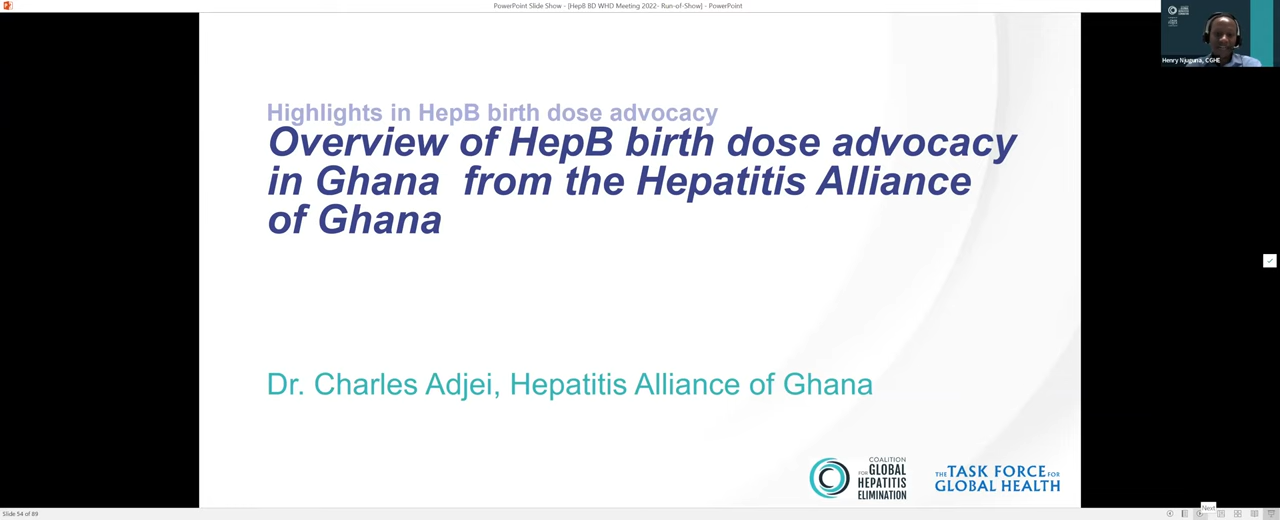 PowerPoint Slide Show - [HepB BD WHD Meeting 2022- Run-of-Show] - PowerPoint
Henry Njuguna, CGHE
Highlights in HepB birth dose advocacy
Overview of HepB birth dose advocacy
in Ghana from the Hepatitis Alliance
of Ghana
Dr. Charles Adjei, Hepatitis Alliance of Ghana
COALITION
FOR GLOBAL
HEPATITIS
ELIMINATION
THE TASK FORCE FOR
GLOBAL HEALTH
Slide 54 of 89
Next